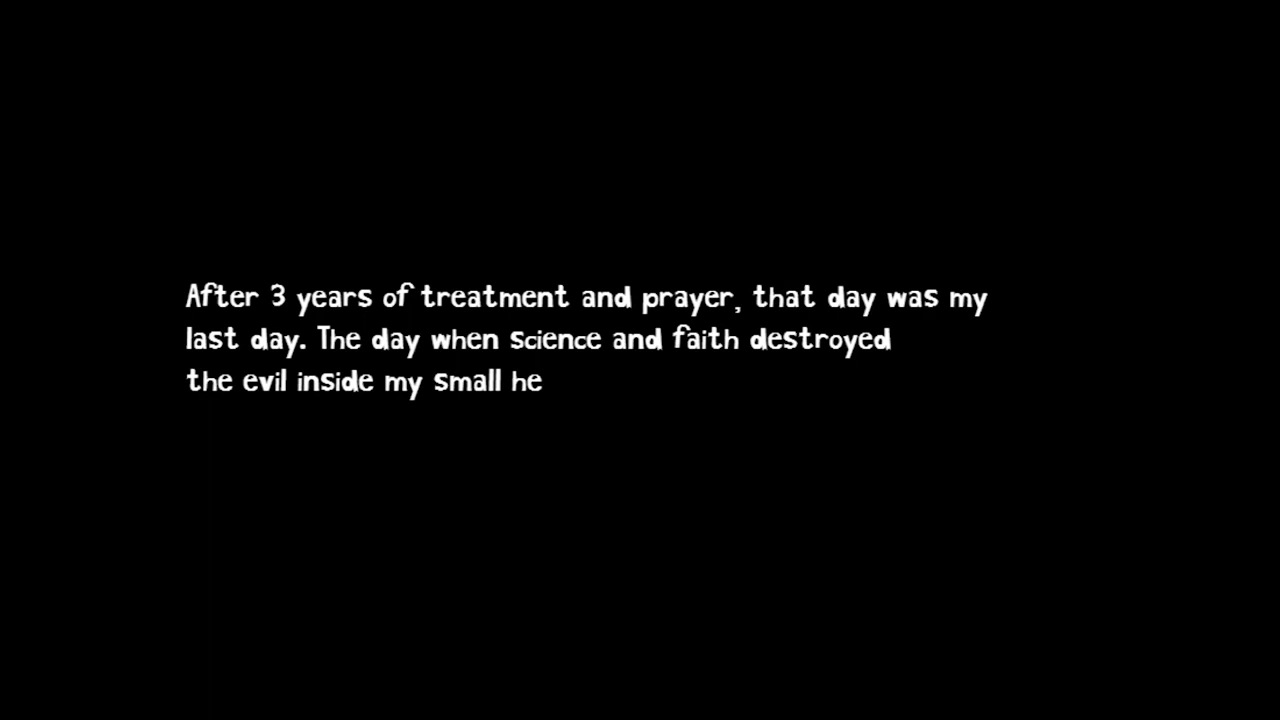 After 3 years of treatment and prayer, that day was my
last day. The day when science and faith destroyed
the evil inside my small he